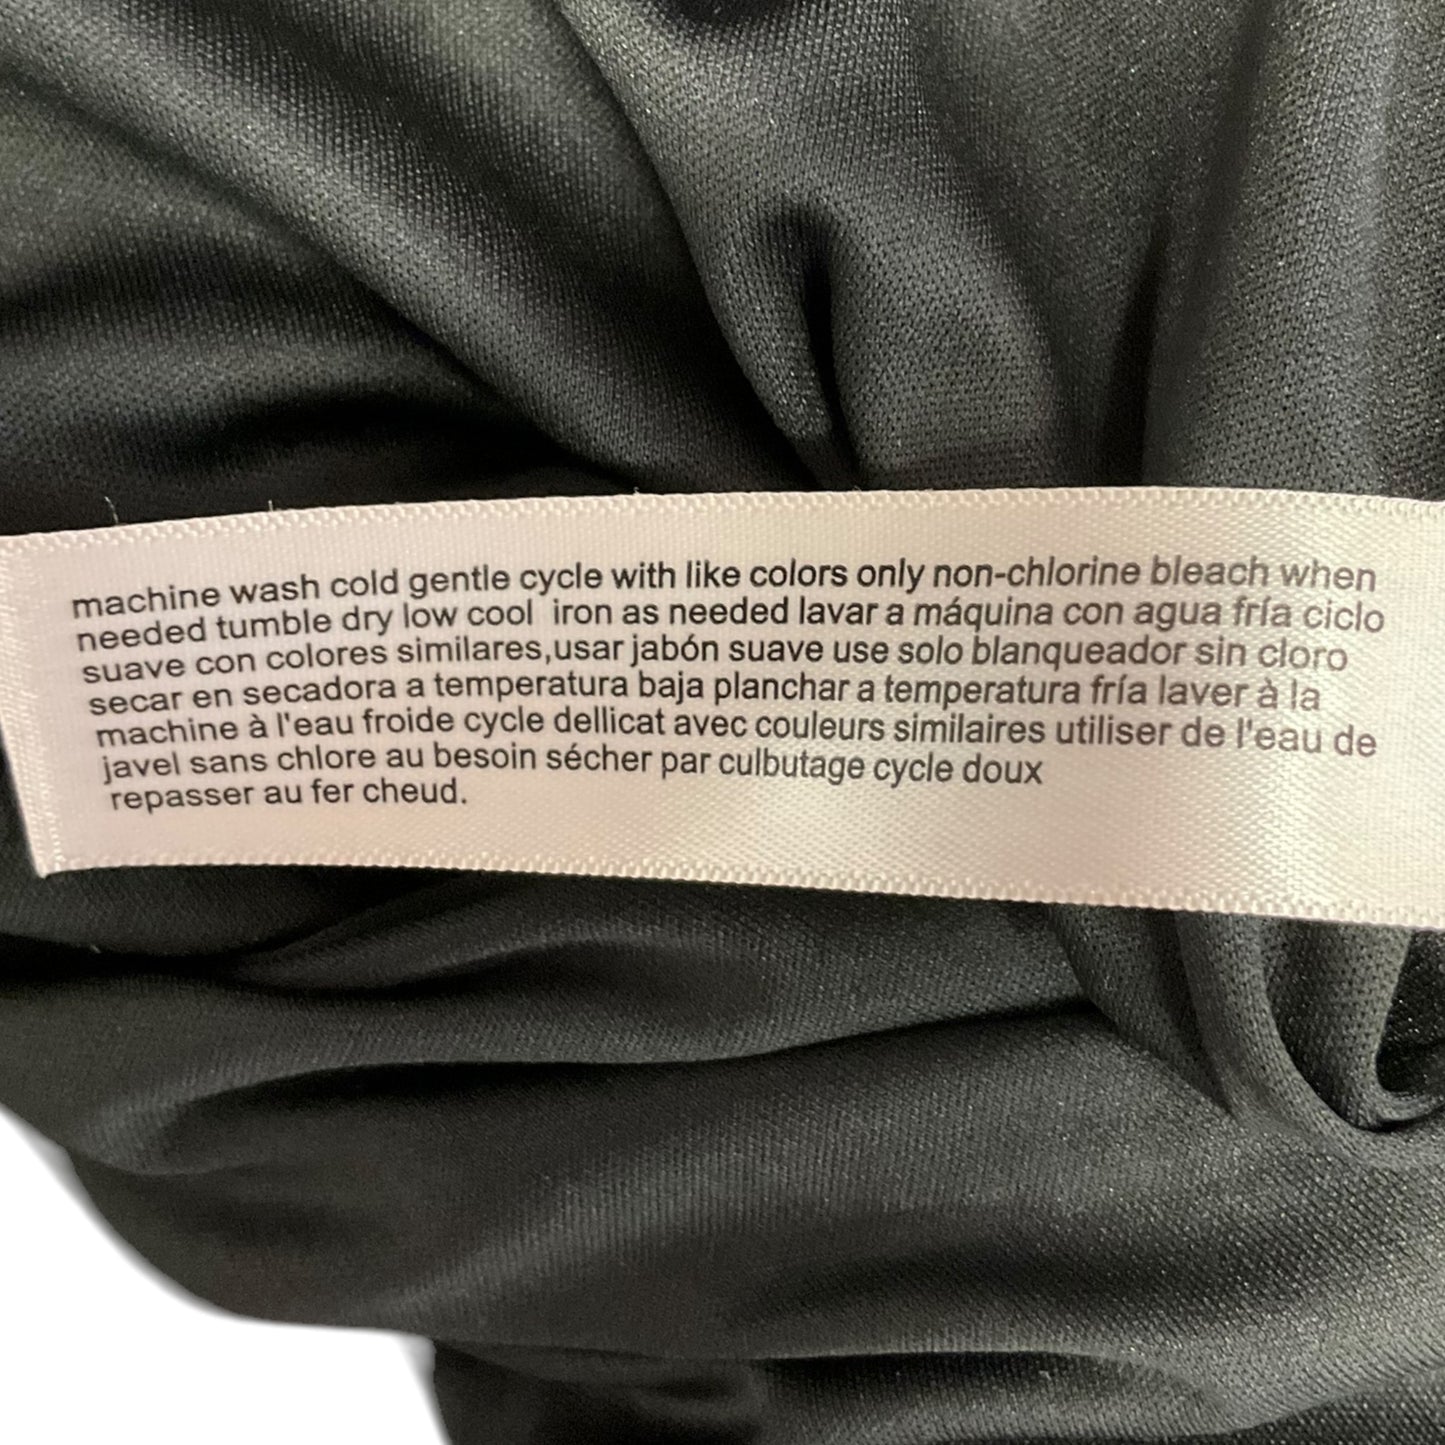 machine wash cold gentle cycle with like colors only non-chlorine bleach when
needed tumble dry low cool iron as needed lavar a máquina con agua fría ciclo
suave con colores similares,usar jabón suave use solo blanqueador sin cloro
secar en secadora a temperatura baja planchar a temperatura fría laver à la
machine à l'eau froide cycle dellicat avec couleurs similaires utiliser de l'eau de
javel sans chlore au besoin sécher par culbutage cycle doux
repasser au fer cheud.